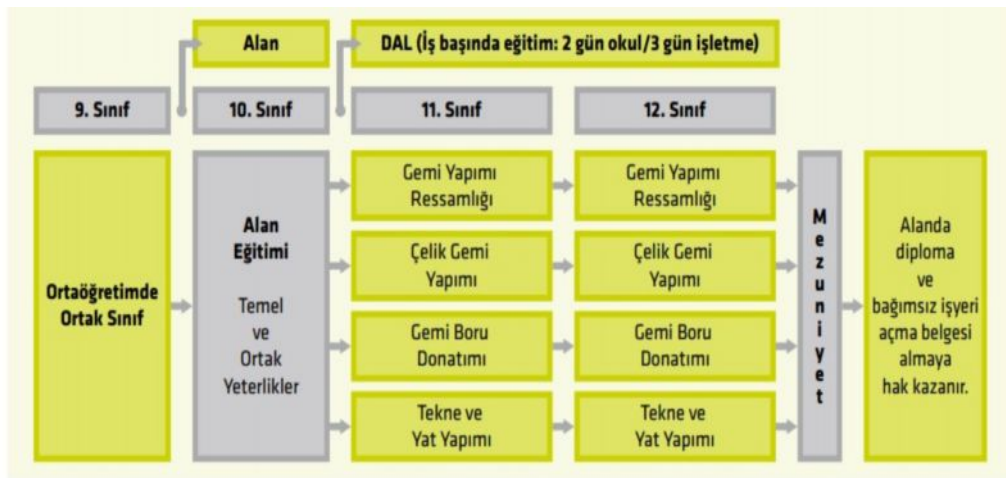 Alan
DAL (İş başında eğitim: 2 gün okul/3 gün işletme)
9. Sınıf
10. Sınıf
11. Sınıf
12. Sınıf
Ortaöğretimde
Ortak Sınıf
Alan
Eğitimi
Temel
ve
Ortak
Yeterlikler
Gemi Yapımı
Ressamlığı
Gemi Yapımı
Ressamlığı
Çelik Gemi
Yapımı
Çelik Gemi
Yapımı
Gemi Boru
Donatımı
Gemi Boru
Donatımı
Tekne ve
Yat Yapımı
Tekne ve
Yat Yapımı
Mezuniyet
Alanda
diploma
ve
bağımsız işyeri
açma belgesi
almaya
hak kazanır.